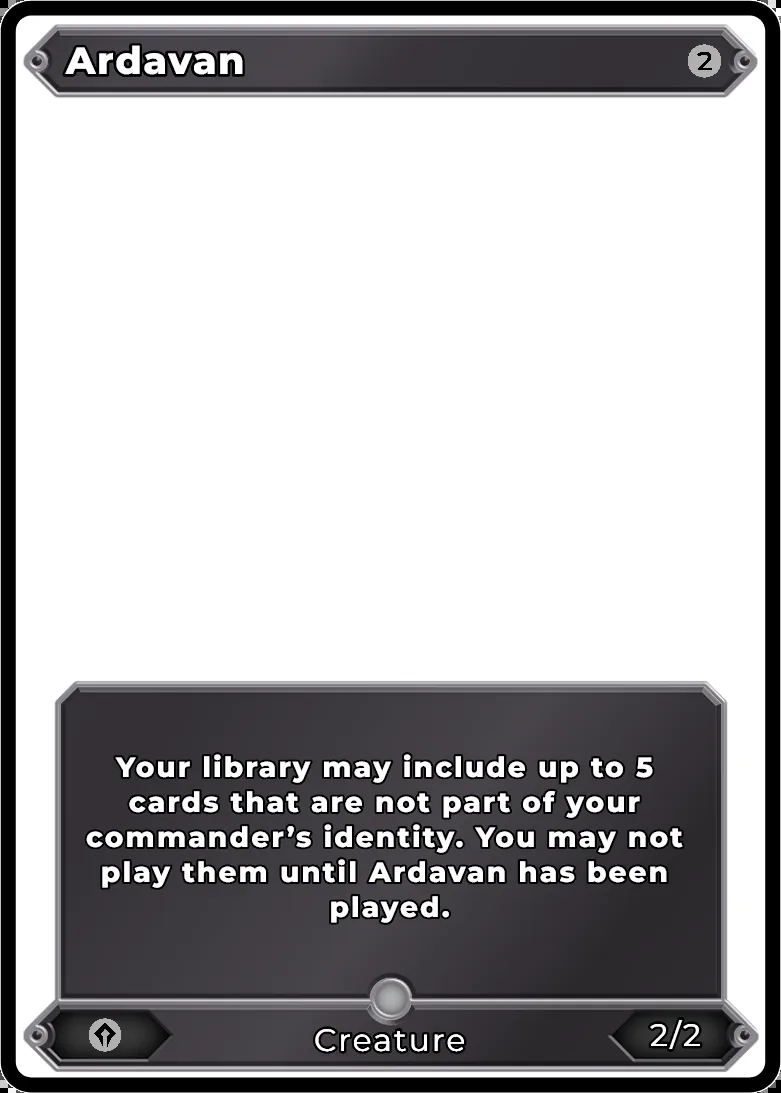 Ardavan 2
Your library may include up to 5
cards that are not part of your
commander’s identity. You may not
play them until Ardavan has been
played.
Creature 2/2